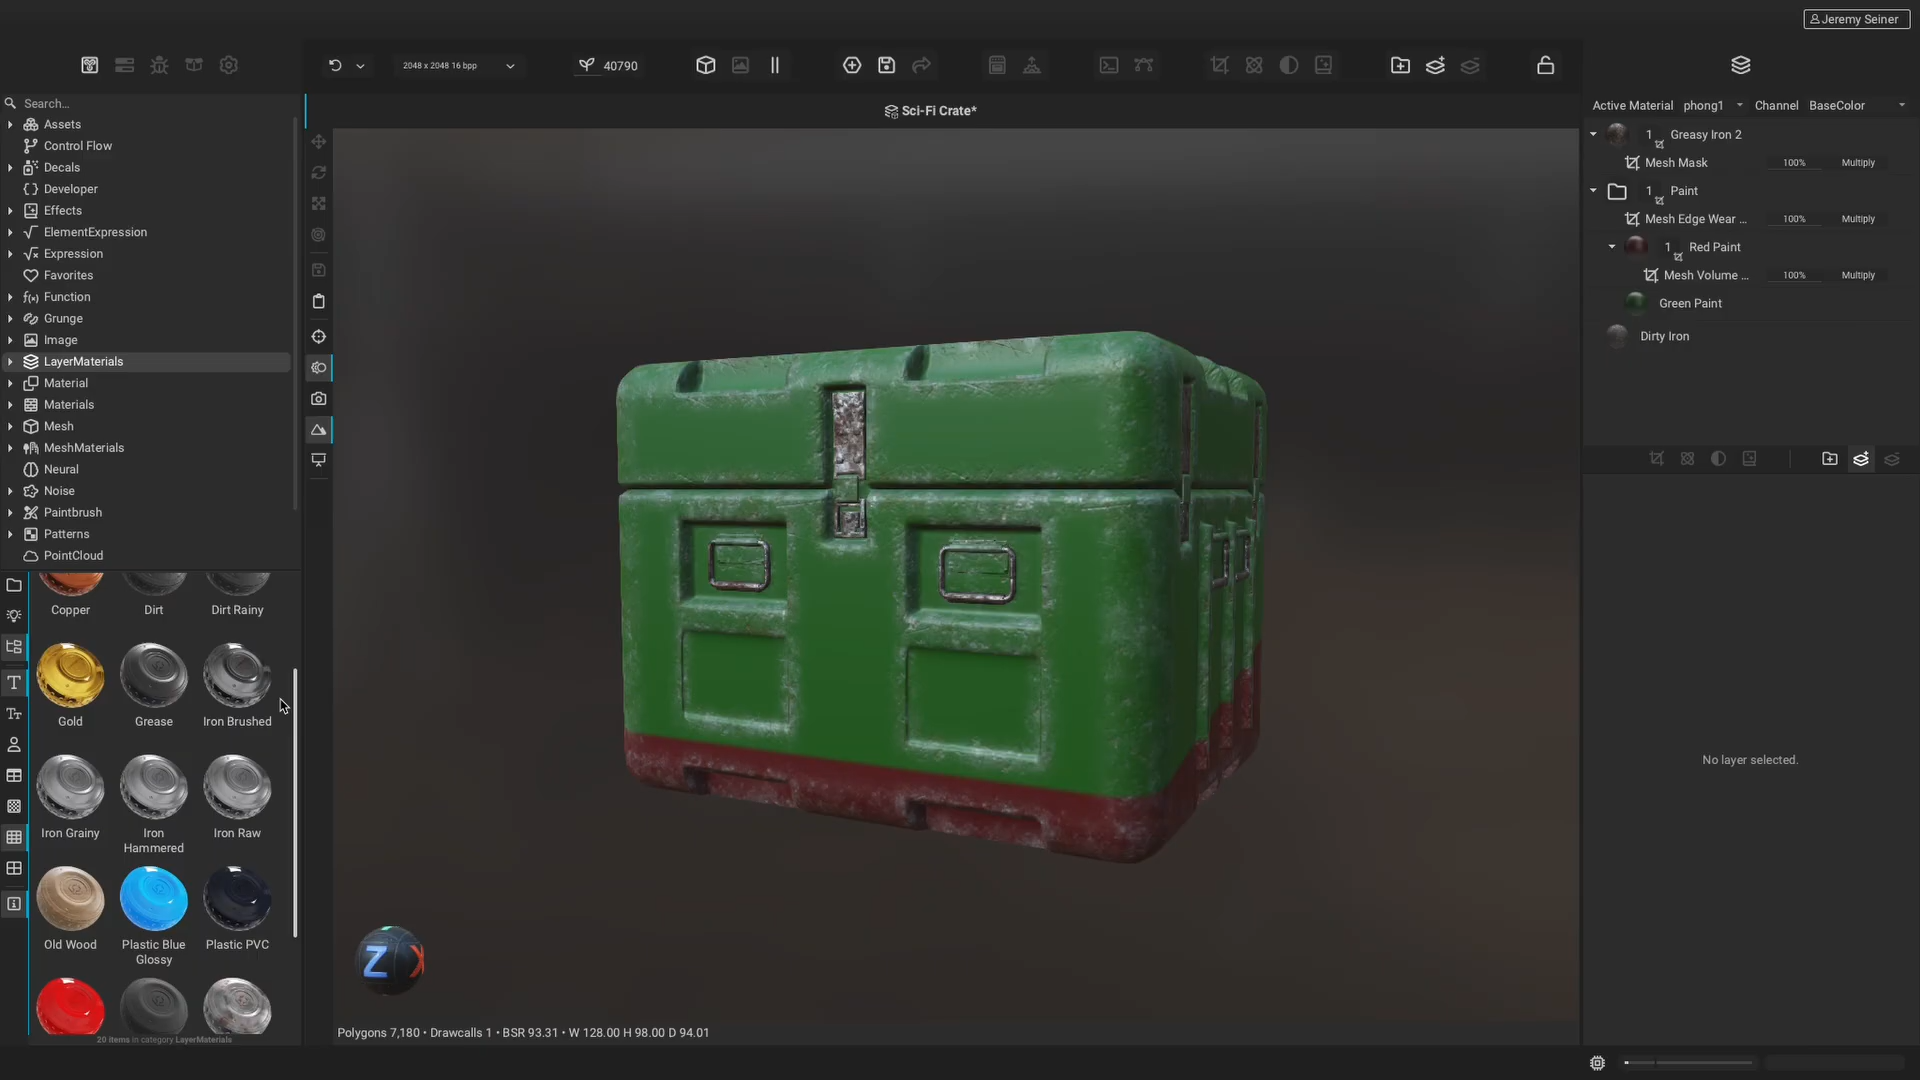 Jeremy Seiner
2048 x 2048 16 bpp
40790
Search...
Assets
Control Flow
Decals
Developer
Effects
ElementExpression
Expression
Favorites
Function
Grunge
Image
LayerMaterials
Material
Materials
Mesh
MeshMaterials
Neural
Noise
Paintbrush
Patterns
PointCloud
Copper
Dirt
Dirt Rainy
Gold
Grease
Iron Brushed
Iron Grainy
Iron
Hammered
Iron Raw
Old Wood
Plastic Blue
Glossy
Plastic PVC
20 items in category LayerMaterials
Sci-Fi Crate*
Z
X
Polygons 7,180 • Drawcalls 1 • BSR 93.31 • W 128.00 H 98.00 D 94.01
Active Material phong1 Channel BaseColor
1 Greasy Iron 2
Mesh Mask 100% Multiply
1 Paint
Mesh Edge Wear ... 100% Multiply
1 Red Paint
Mesh Volume ... 100% Multiply
Green Paint
Dirty Iron
No layer selected.